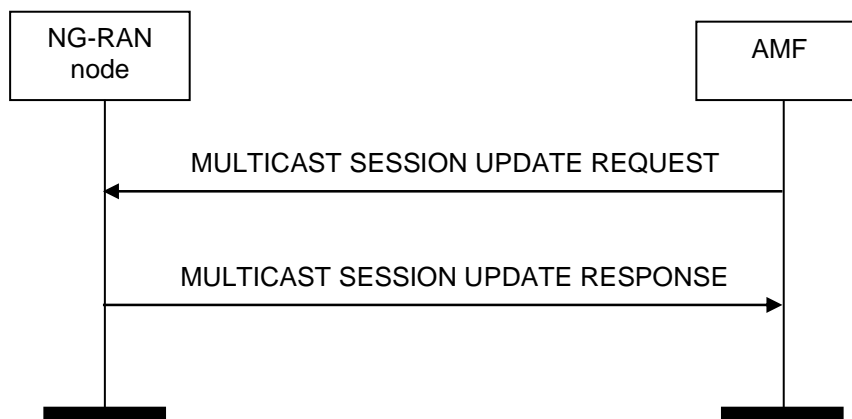 NG-RAN
node
AMF
MULTICAST SESSION UPDATE REQUEST
MULTICAST SESSION UPDATE RESPONSE